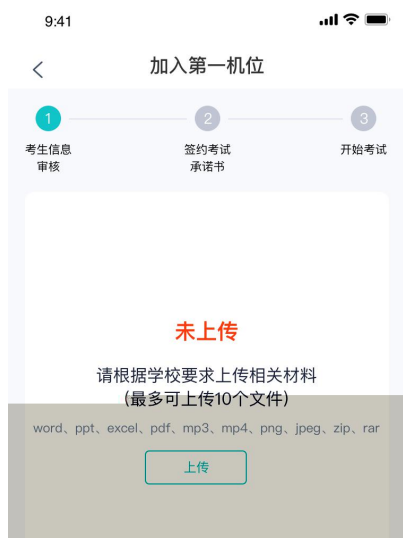 9:41
加入第一机位
1 2 3
考生信息 签约考试 开始考试
审核 承诺书
未上传
请根据学校要求上传相关材料
(最多可上传10个文件)
word、ppt、excel、pdf、mp3、mp4、png、jpeg、zip、rar
上传